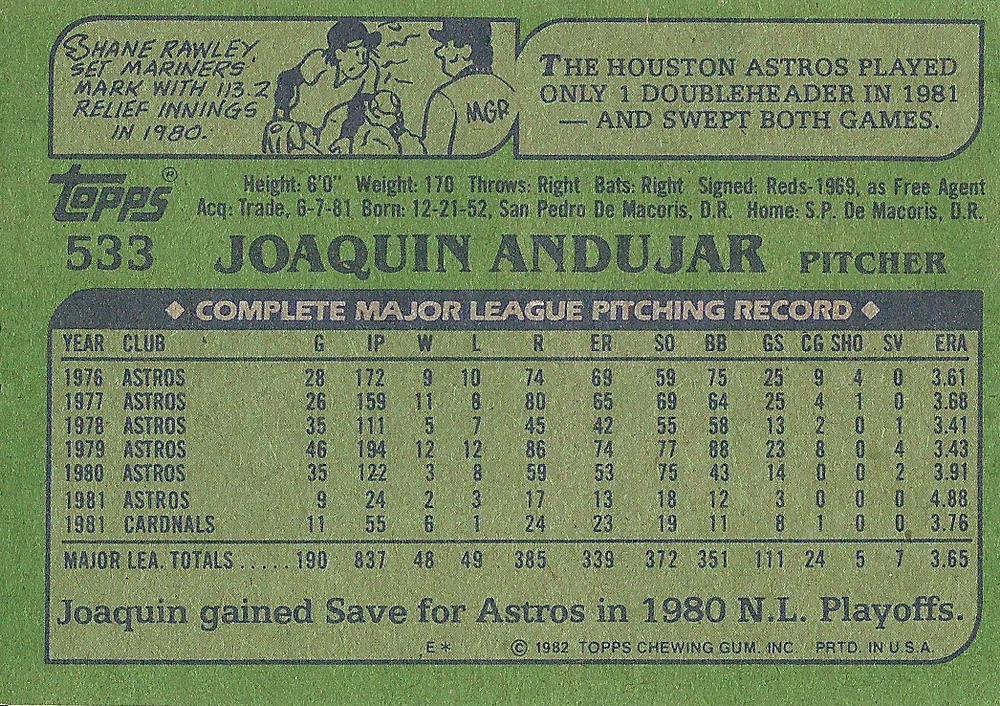 SHANE RAWLEY
SET MARINERS'
MARK WITH 113.2
RELIEF INNINGS
IN 1980.
MGR
THE HOUSTON ASTROS PLAYED
ONLY 1 DOUBLEHEADER IN 1981
— AND SWEPT BOTH GAMES.
TOPPS®
Height: 6'0" Weight: 170 Throws: Right Bats: Right Signed: Reds-1969, as Free Agent
Acq: Trade, 6-7-81 Born: 12-21-52, San Pedro De Macoris, D.R. Home: S.P. De Macoris, D.R.
533 JOAQUIN ANDUJAR PITCHER
◆ COMPLETE MAJOR LEAGUE PITCHING RECORD ◆
YEAR CLUB G IP W L R ER SO BB GS CG SHO SV ERA
1976 ASTROS 28 172 9 10 74 69 59 75 25 9 4 0 3.61
1977 ASTROS 26 159 11 8 80 65 69 64 25 4 1 0 3.68
1978 ASTROS 35 111 5 7 45 42 55 58 13 2 0 1 3.41
1979 ASTROS 46 194 12 12 86 74 77 88 23 8 0 4 3.43
1980 ASTROS 35 122 3 8 59 53 75 43 14 0 0 2 3.91
1981 ASTROS 9 24 2 3 17 13 18 12 3 0 0 0 4.88
1981 CARDNALS 11 55 6 1 24 23 19 11 8 1 0 0 3.76
MAJOR LEA. TOTALS ..... 190 837 48 49 385 339 372 351 111 24 5 7 3.65
Joaquin gained Save for Astros in 1980 N.L. Playoffs.
E* © 1982 TOPPS CHEWING GUM, INC PRTD. IN U.S.A.